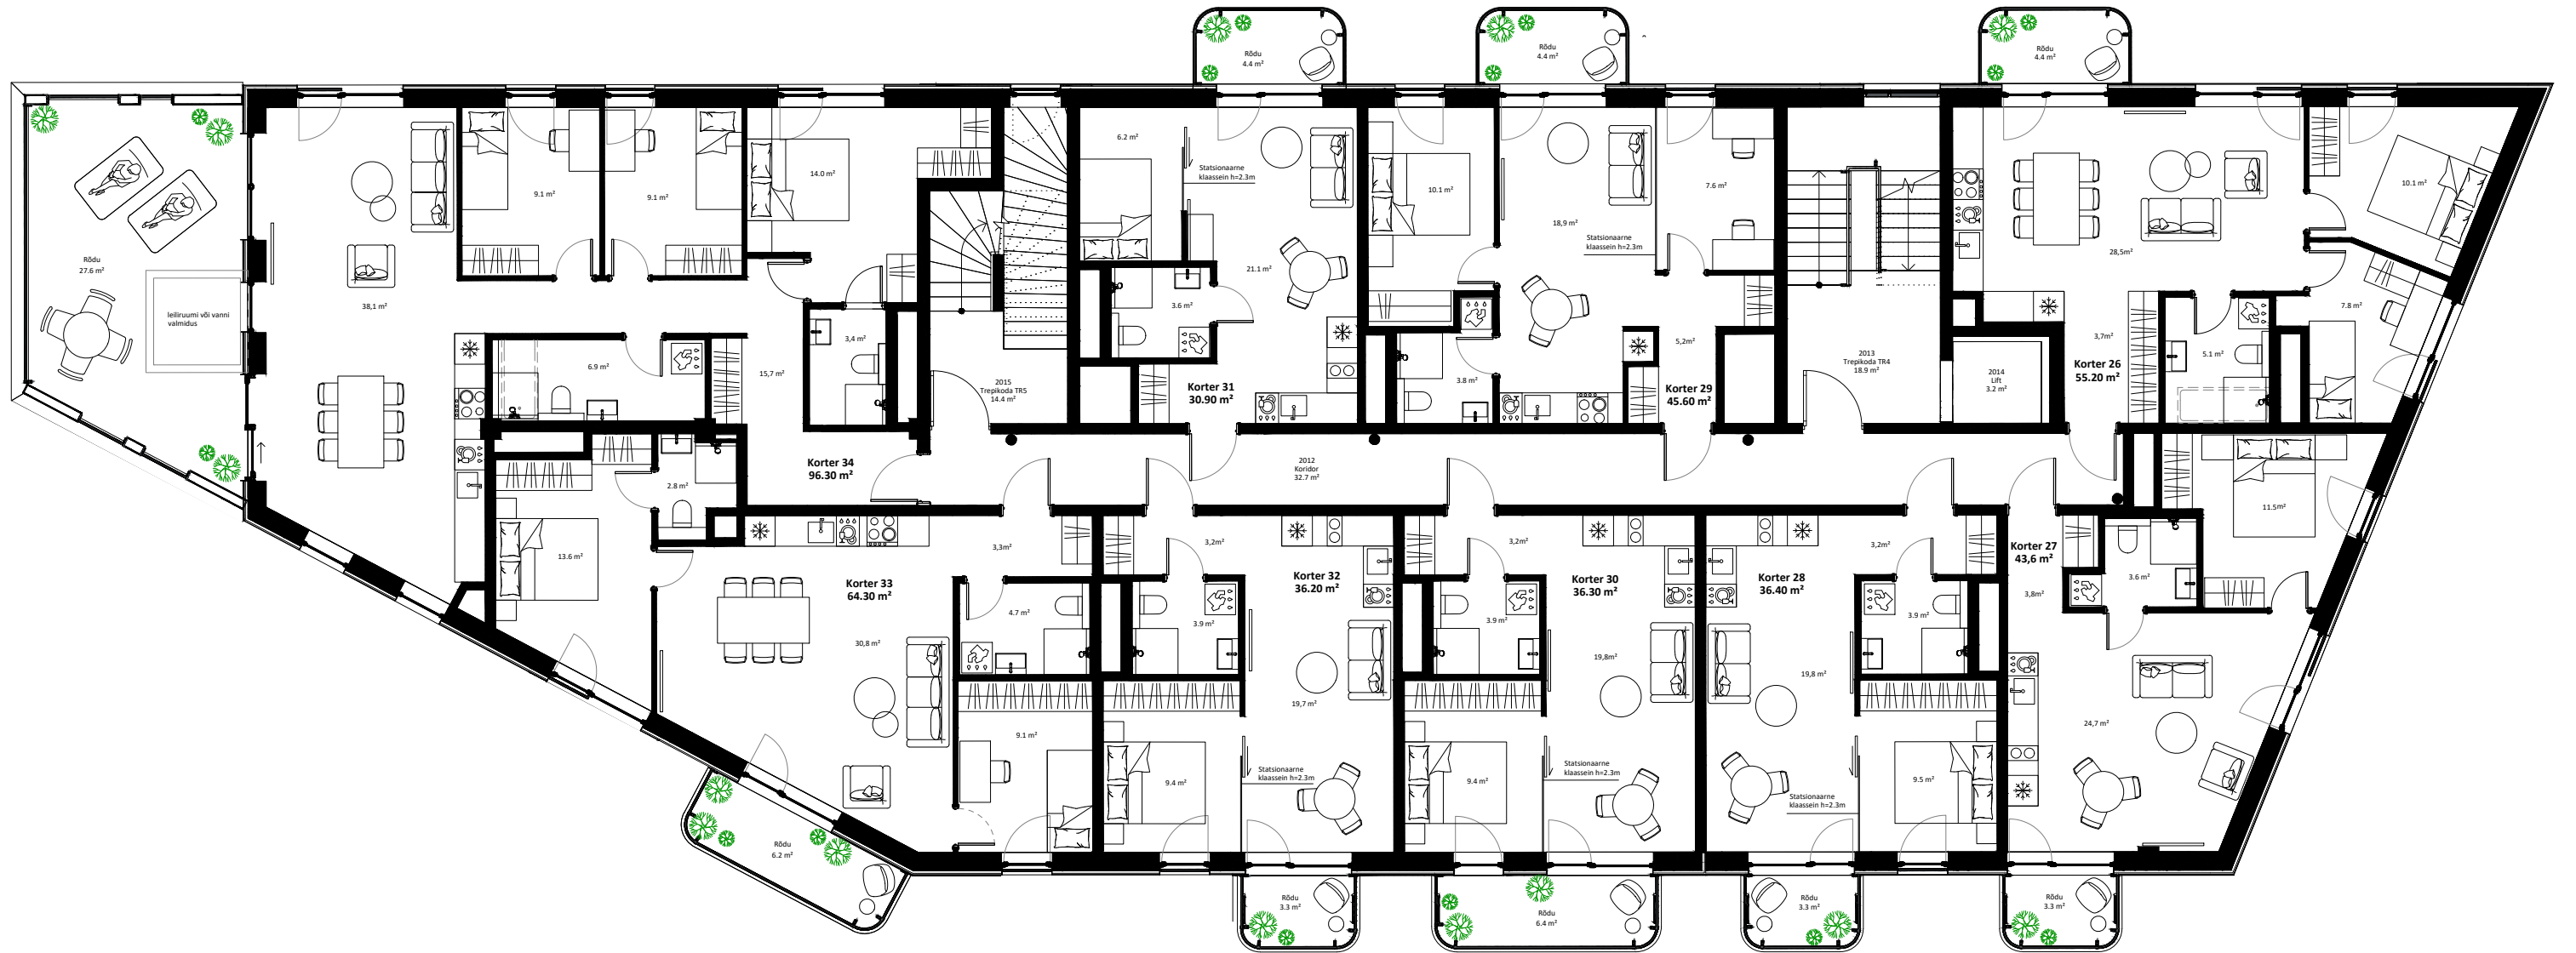 Rõdu
4.4 m²
Rõdu
4.4 m²
Rõdu
4.4 m²
Rõdu
27.6 m²
leiliruumi või vanni
valmidus
38,1 m²
9.1 m²
9.1 m²
14.0 m²
6.9 m²
15,7 m²
3,4 m²
Korter 34
96.30 m²
2015
Trepikoda TR5
14.4 m²
6.2 m²
Statsionaarne
klaassein h=2.3m
21.1 m²
3.6 m²
Korter 31
30.90 m²
10.1 m²
18,9 m²
Statsionaarne
klaassein h=2.3m
7.6 m²
3.8 m²
5,2m²
Korter 29
45.60 m²
2013
Trepikoda TR4
18.9 m²
2014
Lift
3.2 m²
28,5m²
10.1 m²
7.8 m²
3,7m²
5.1 m²
Korter 26
55.20 m²
2012
Koridor
32.7 m²
13.6 m²
2.8 m²
Korter 33
64.30 m²
30,8 m²
3,3m²
4.7 m²
9.1 m²
Rõdu
6.2 m²
3,2m²
3.9 m²
Korter 32
36.20 m²
19,7 m²
9.4 m²
Statsionaarne
klaassein h=2.3m
Rõdu
3.3 m²
3,2m²
3.9 m²
Korter 30
36.30 m²
19,8m²
9.4 m²
Statsionaarne
klaassein h=2.3m
Rõdu
6.4 m²
Korter 28
36.40 m²
3,2m²
3.9 m²
19,8 m²
9.5 m²
Statsionaarne
klaassein h=2.3m
Rõdu
3.3 m²
Korter 27
43,6 m²
3,8m²
3.6 m²
11.5m²
24,7 m²
Rõdu
3.3 m²